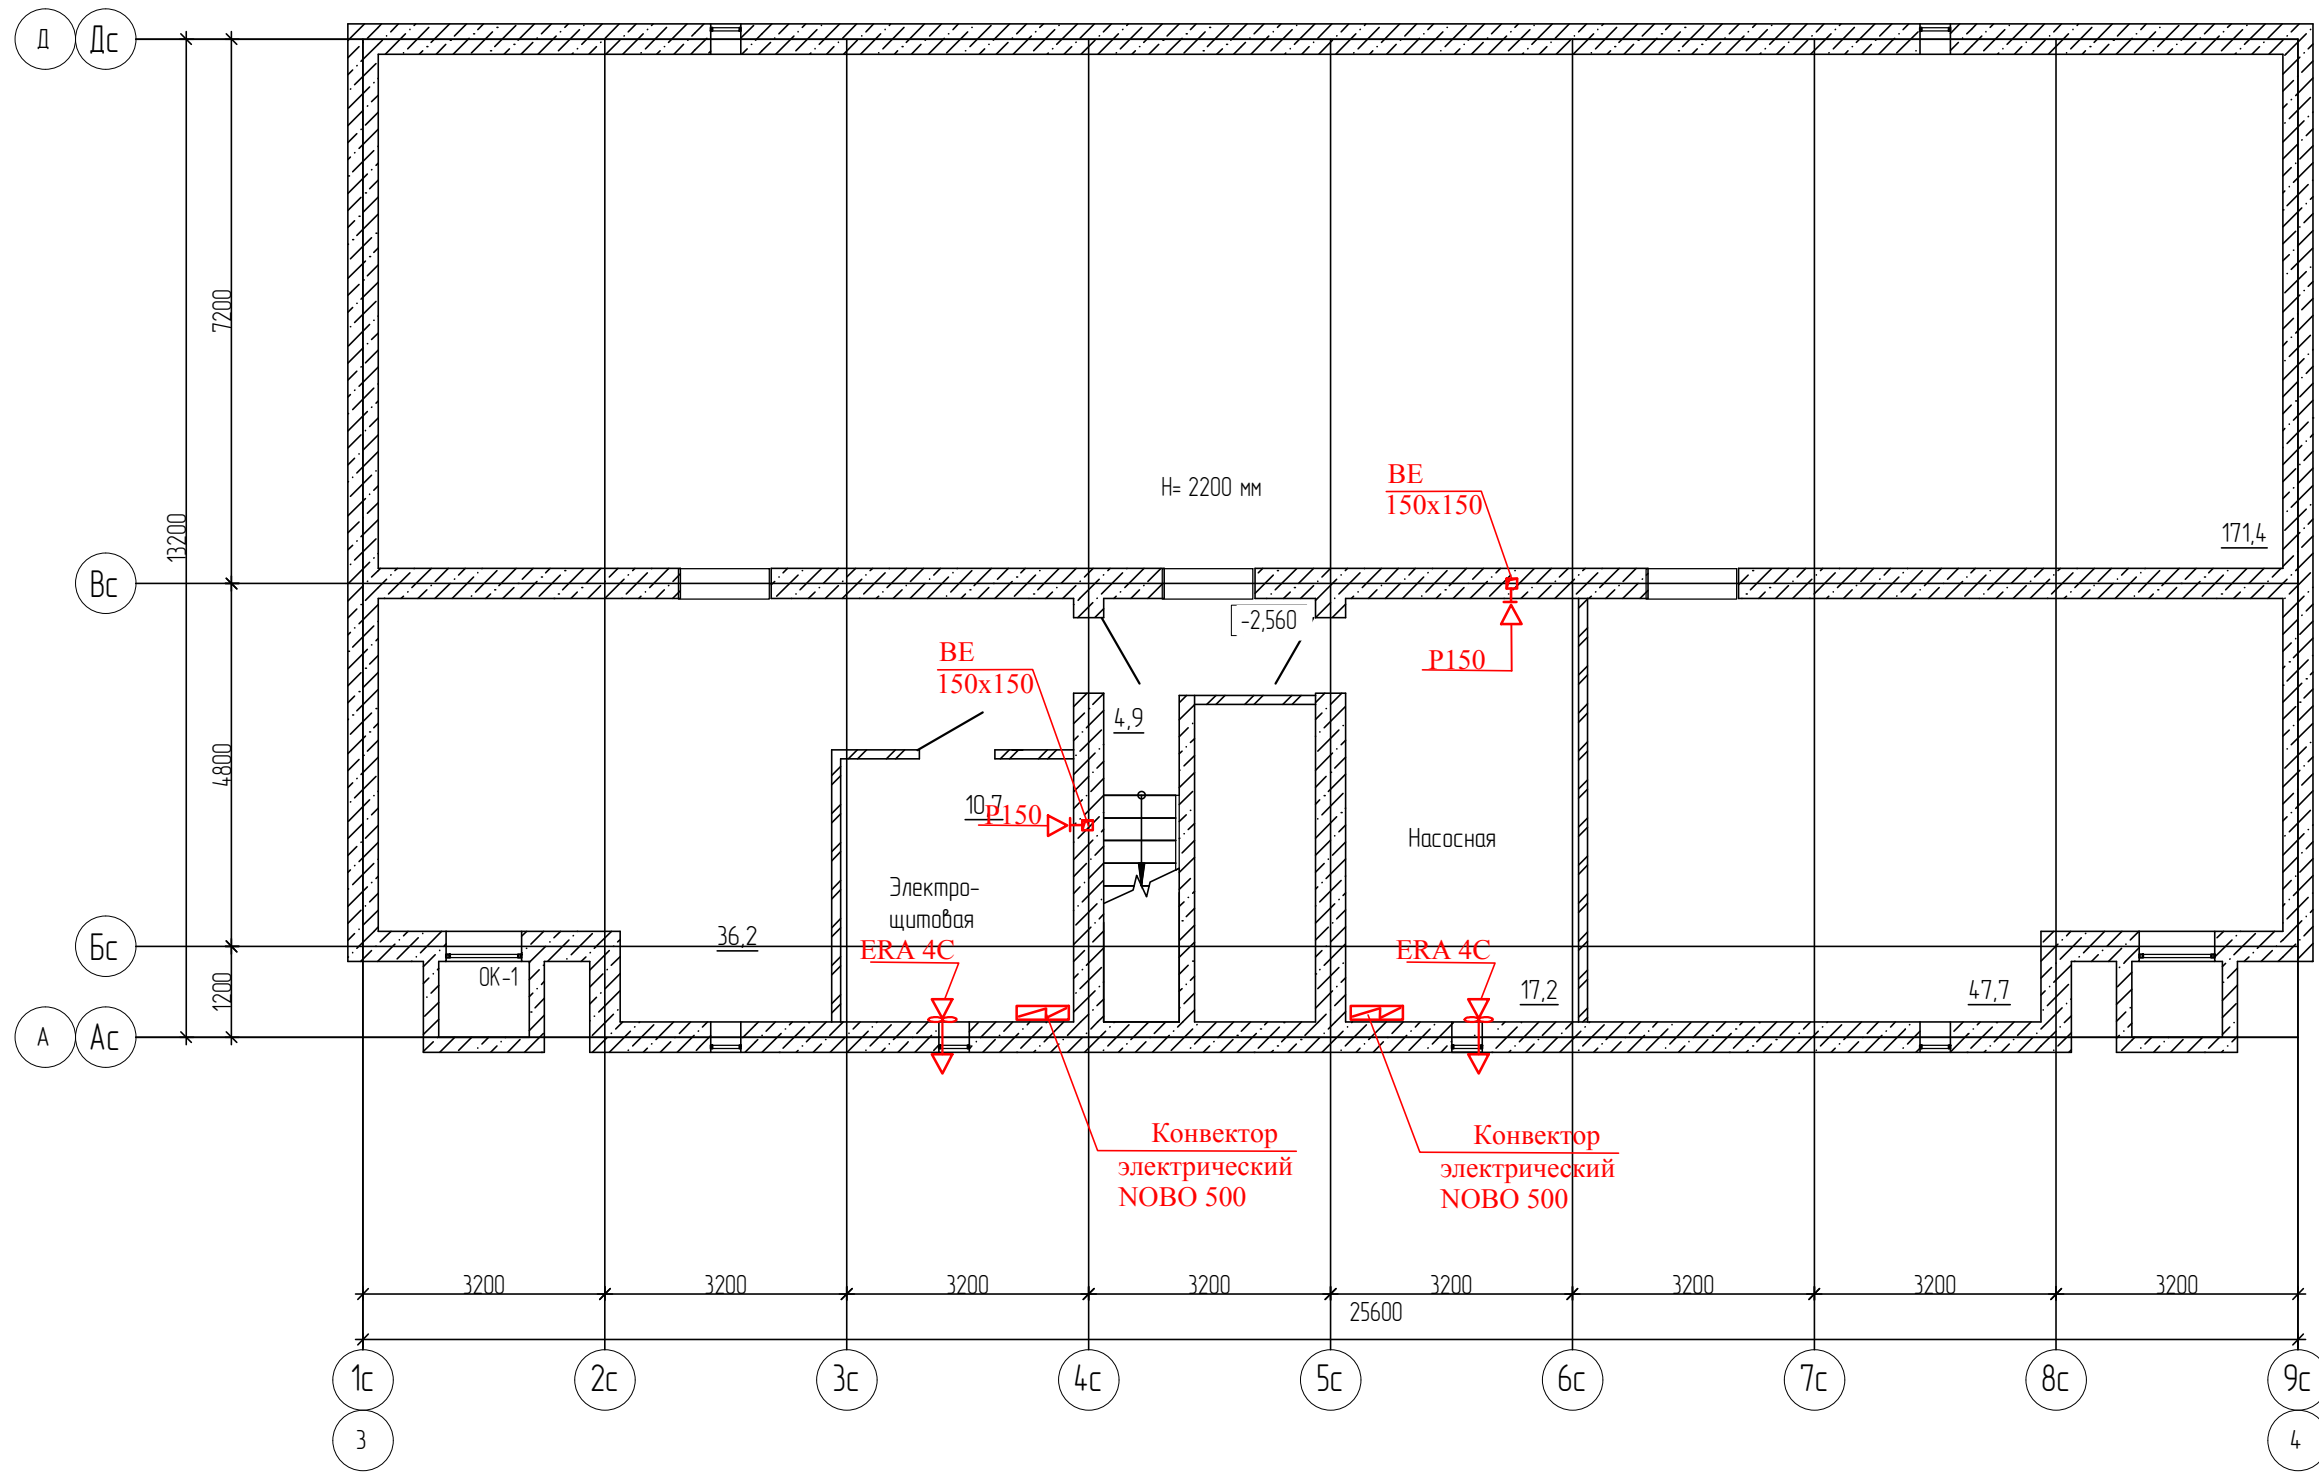 Д
Дс
7200
13200
H= 2200 мм
ВЕ
150х150
171,4
Вс
-2,560
Р150
ВЕ
150х150
4,9
4800
10,7
Р150
Насосная
Электро-
щитовая
36,2
Бс
ERA 4C
ERA 4C
ОК-1
1200
17,2
47,7
А
Ас
Конвектор
электрический
NOBO 500
Конвектор
электрический
NOBO 500
3200
3200
3200
3200
3200
3200
3200
3200
25600
1с
2с
3с
4с
5с
6с
7с
8с
9с
3
4